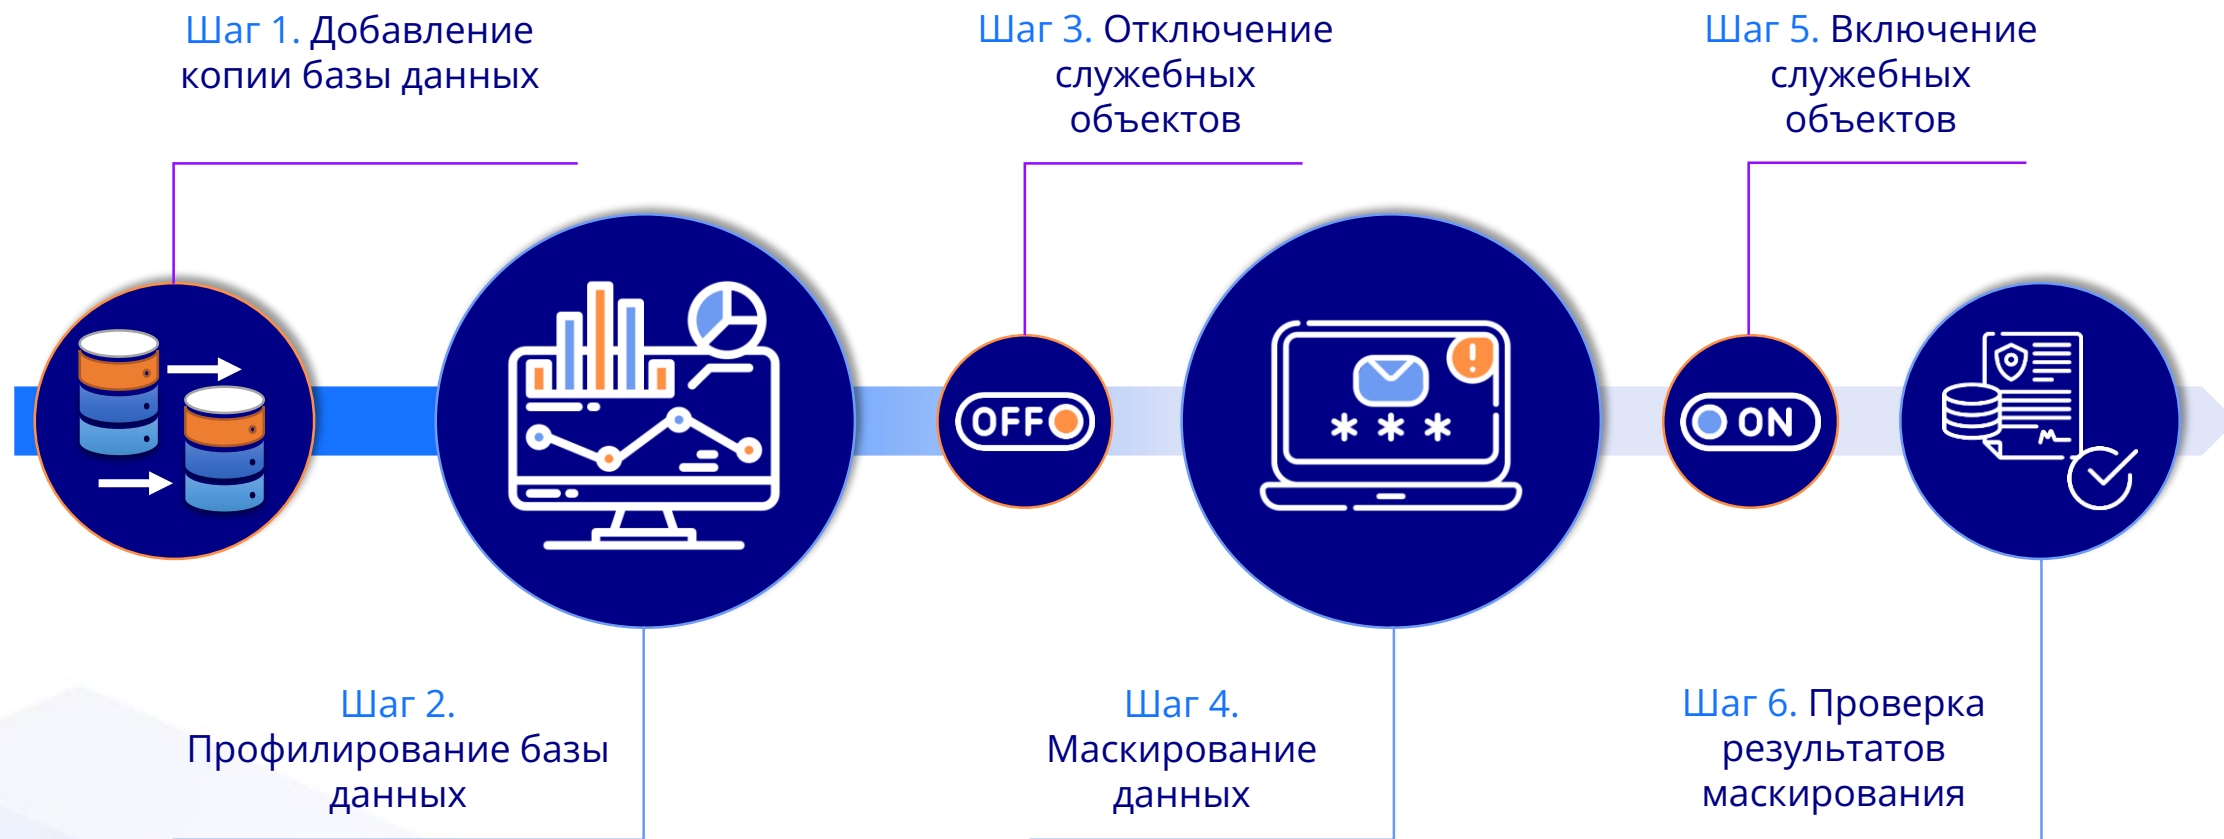 Шаг 1. Добавление
копии базы данных
Шаг 2.
Профилирование базы
данных
Шаг 3. Отключение
служебных
объектов
OFF
Шаг 4.
Маскирование
данных
* * *
Шаг 5. Включение
служебных
объектов
ON
Шаг 6. Проверка
результатов
маскирования